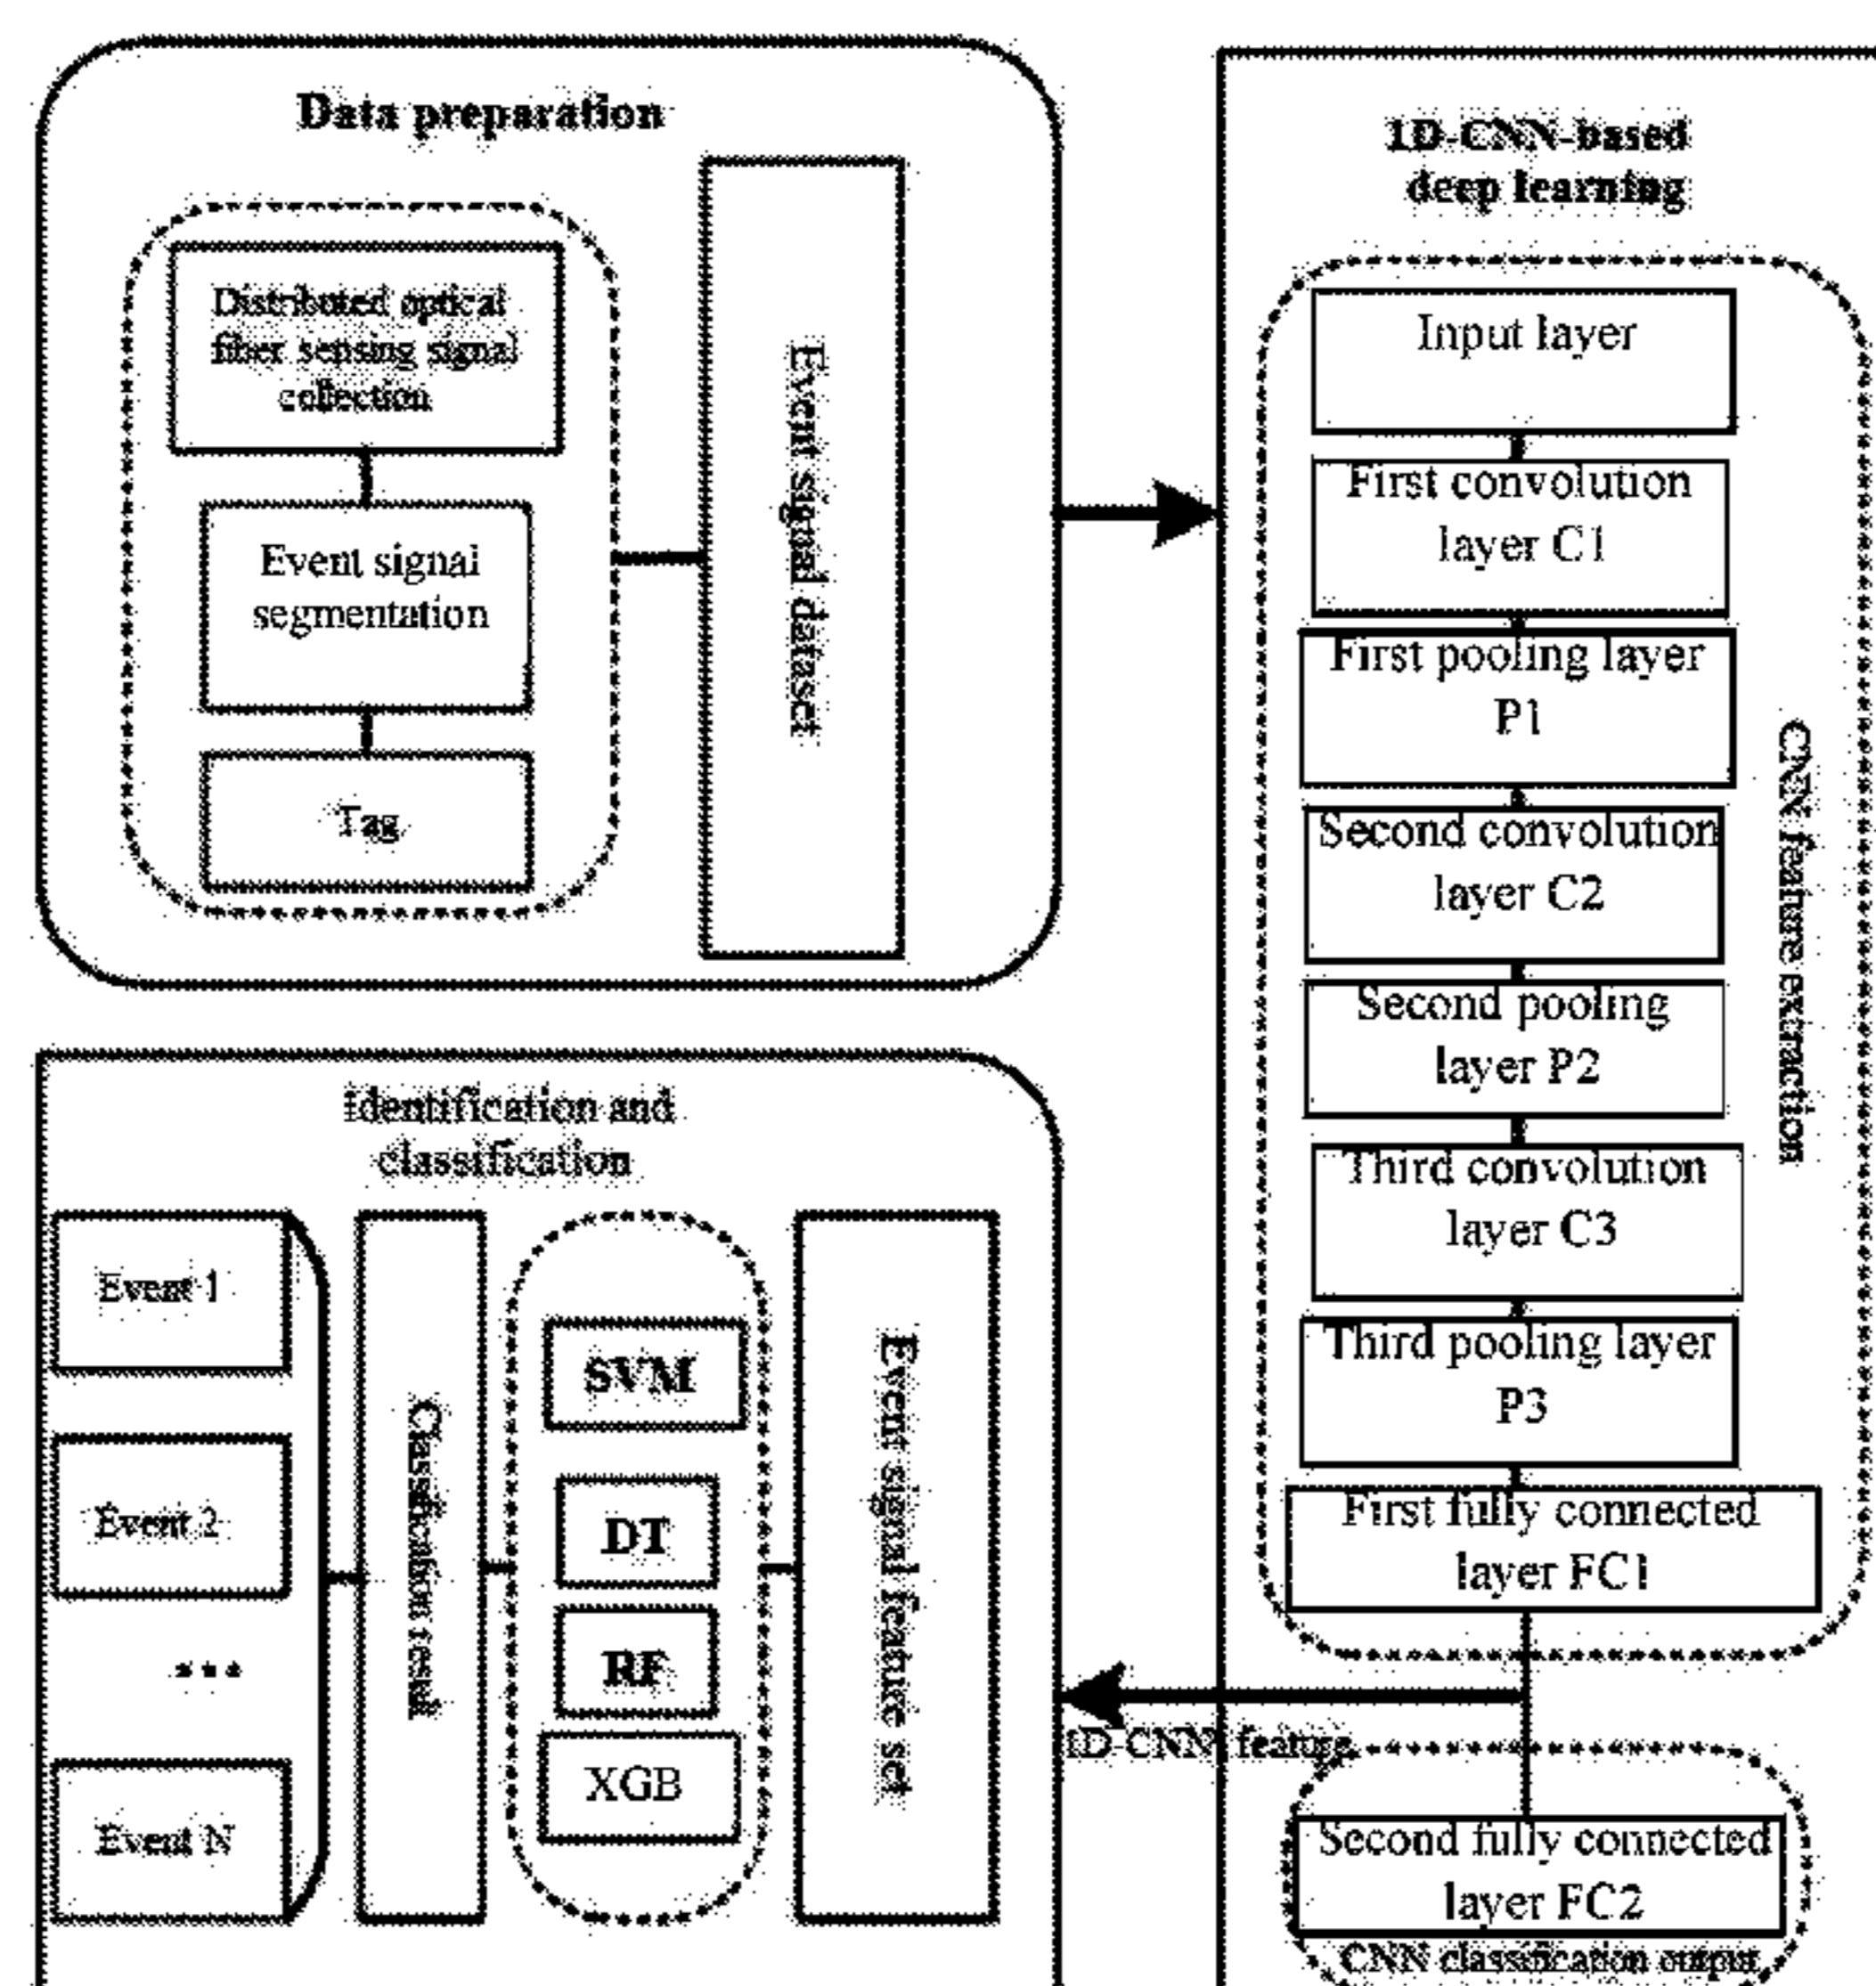 Data preparation
Distributed optical
fiber sensing signal
collection
Event signal
segmentation
Tag
Event signal dataset
1D-CNN-based
deep learning
Input layer
First convolution
layer C1
First pooling layer
P1
Second convolution
layer C2
Second pooling
layer P2
Third convolution
layer C3
Third pooling layer
P3
First fully connected
layer FC1
CNN feature extraction
1D-CNN feature
Second fully connected
layer FC2
CNN classification output
Identification and
classification
Event 1
Event 2
...
Event N
Classification result
SVM
DT
RF
XGB
Event signal feature set